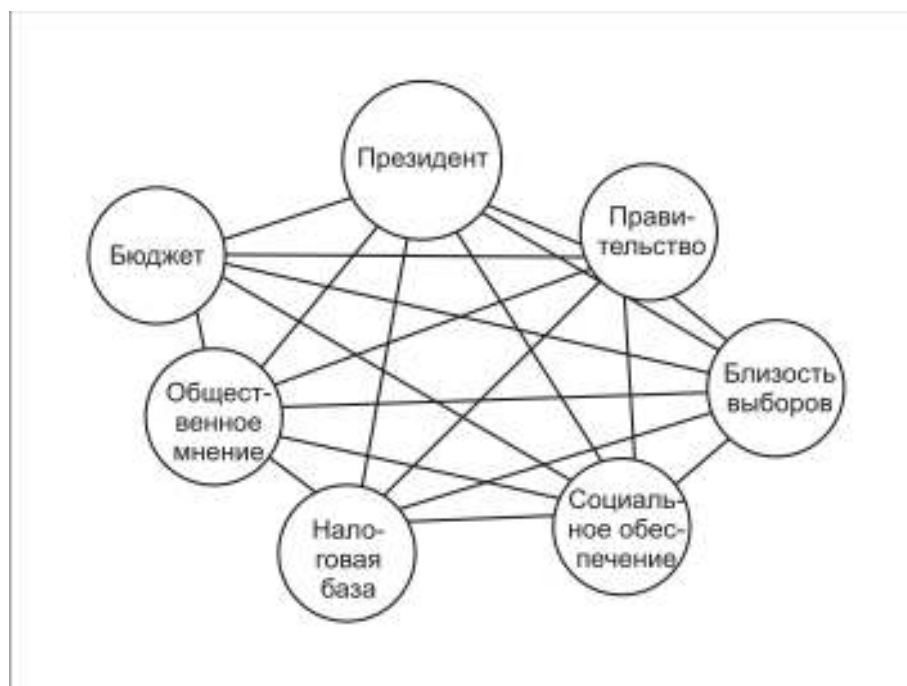 Президент
Прави-
тельство
Бюджет
Близость
выборов
Общест-
венное
мнение
Социаль-
ное обес-
печение
Нало-
говая
база